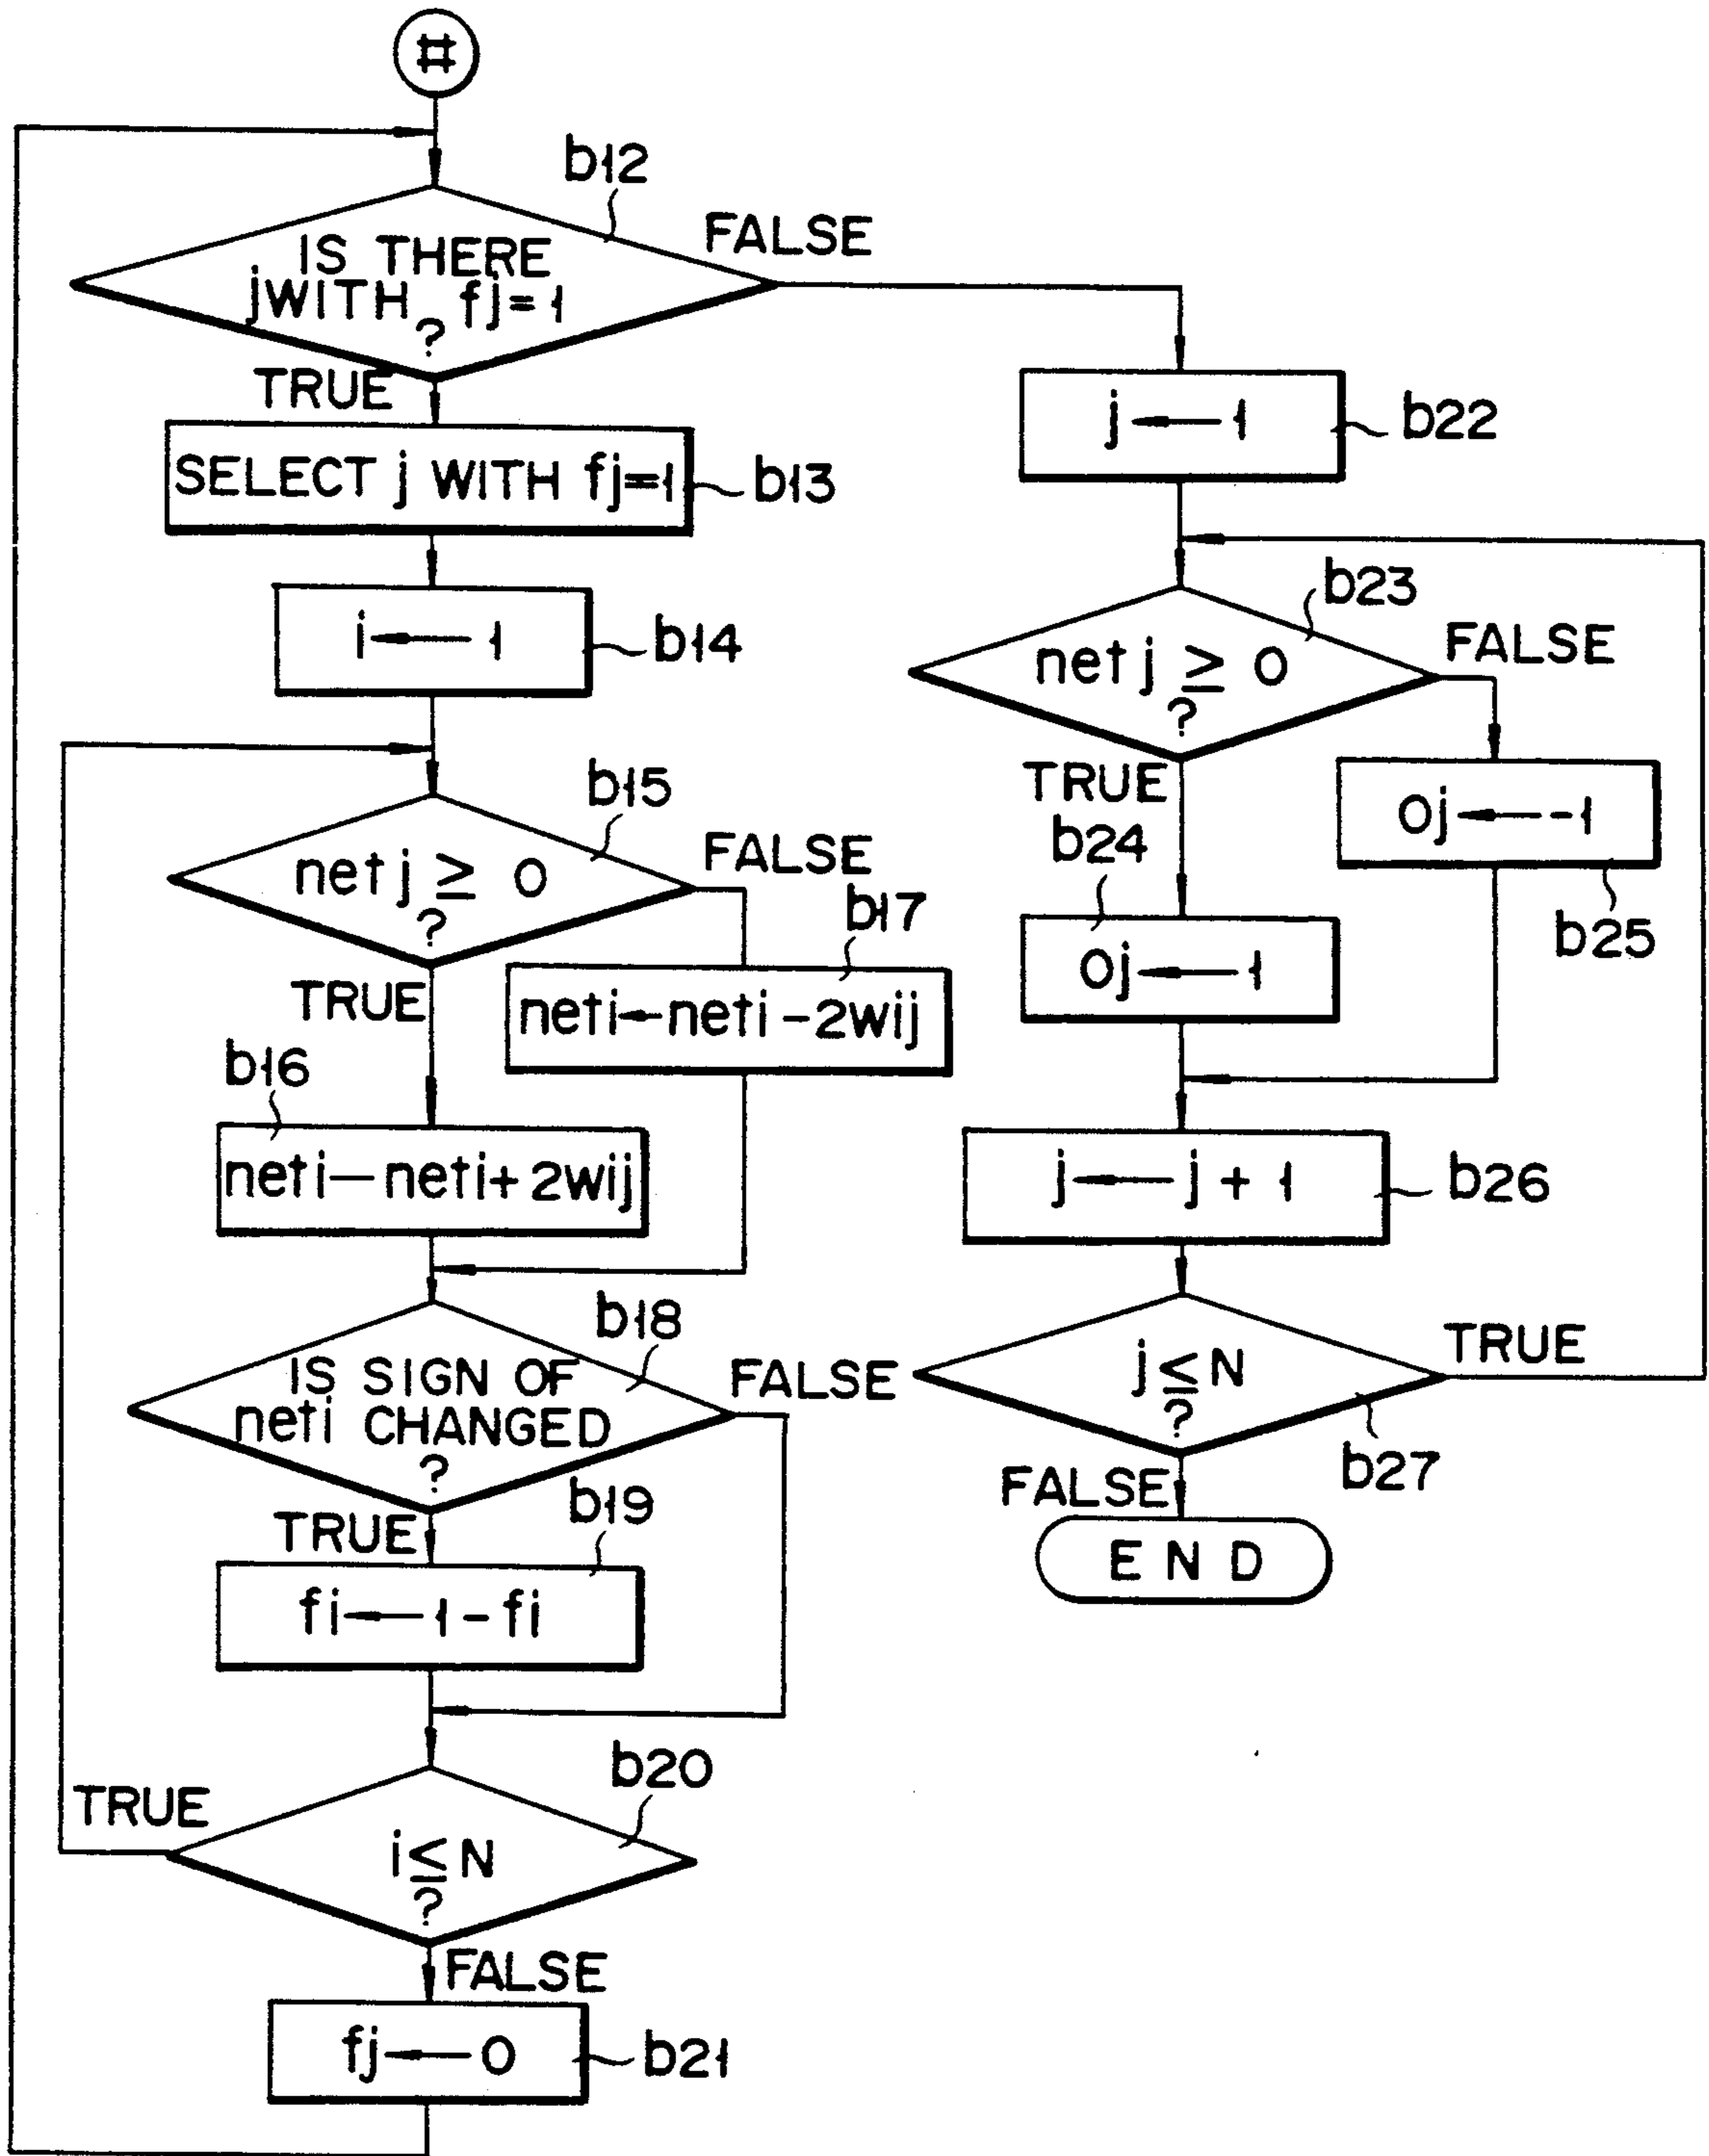 #
b12
FALSE
IS THERE
j WITH fj=1
?
TRUE
SELECT j WITH fj=1
b13
i ← 1
b14
b15
FALSE
net j ≥ 0
?
TRUE
b17
neti ← neti - 2wij
b16
neti — neti + 2wij
b18
FALSE
IS SIGN OF
neti CHANGED
?
TRUE
b19
fi ← 1 - fi
b20
TRUE
i ≤ N
?
FALSE
fj ← 0
b21
j ← 1
b22
b23
FALSE
net j ≥ 0
?
TRUE
b24
Oj ← -1
b25
Oj ← 1
j ← j + 1
b26
TRUE
j ≤ N
?
b27
FALSE
END